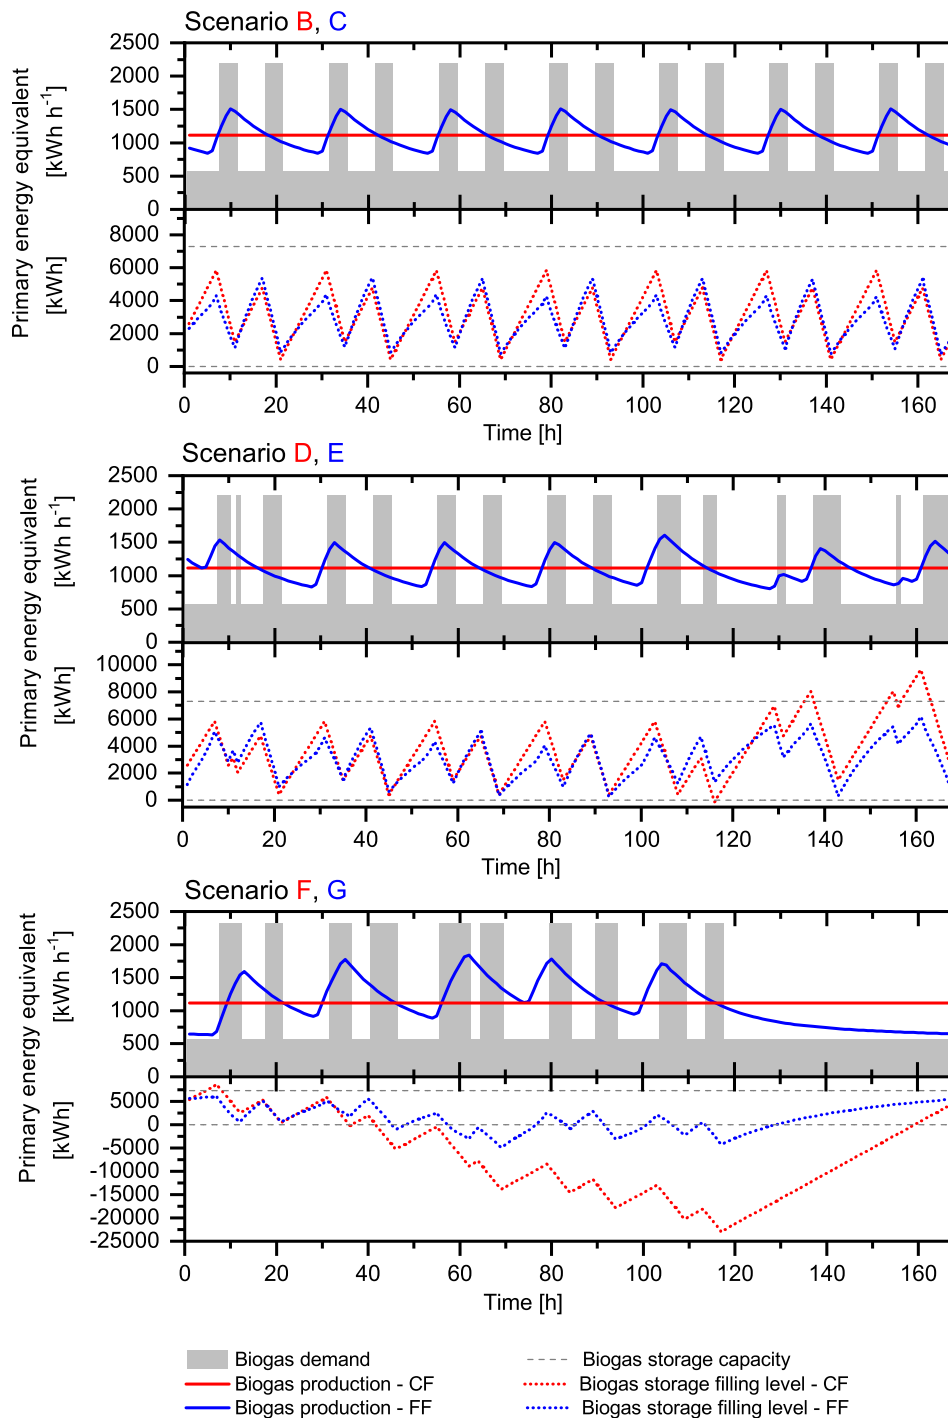 Scenario B, C
Primary energy equivalent
[kWh] [kWh h-1]
2500
2000
1500
1000
500
0
8000
6000
4000
2000
0
0 20 40 60 80 100 120 140 160
Time [h]
Scenario D, E
Primary energy equivalent
[kWh] [kWh h-1]
2500
2000
1500
1000
500
0
10000
8000
6000
4000
2000
0
0 20 40 60 80 100 120 140 160
Time [h]
Scenario F, G
Primary energy equivalent
[kWh] [kWh h-1]
2500
2000
1500
1000
500
0
5000
0
-5000
-10000
-15000
-20000
-25000
0 20 40 60 80 100 120 140 160
Time [h]
Biogas demand
Biogas storage capacity
Biogas production - CF
Biogas storage filling level - CF
Biogas production - FF
Biogas storage filling level - FF